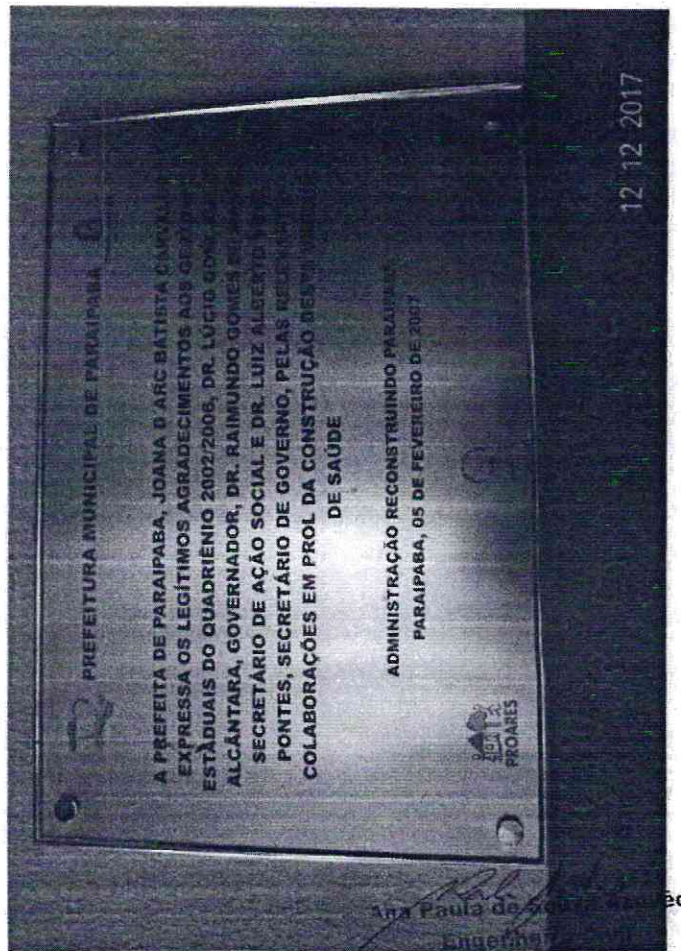 PREFEITURA MUNICIPAL DE PARAIPABA
A PREFEITA DE PARAIPABA, JOANA D ARC BATISTA
EXPRESSA OS LEGÍTIMOS AGRADECIMENTOS AOS
ESTADUAIS DO QUADRIÊNIO 2002/2006, DR. LÚCIO
ALCÂNTARA, GOVERNADOR, DR. RAIMUNDO GOMES
SECRETÁRIO DE AÇÃO SOCIAL E DR. LUIZ ALBERTO
PONTES, SECRETÁRIO DE GOVERNO, PELAS
COLABORAÇÕES EM PROL DA CONSTRUÇÃO
DE SAÚDE
ADMINISTRAÇÃO RECONSTRUINDO PARAIPABA
PARAIPABA, 05 DE FEVEREIRO DE 2007
PROARES
12 12 2017
Ana Paula de